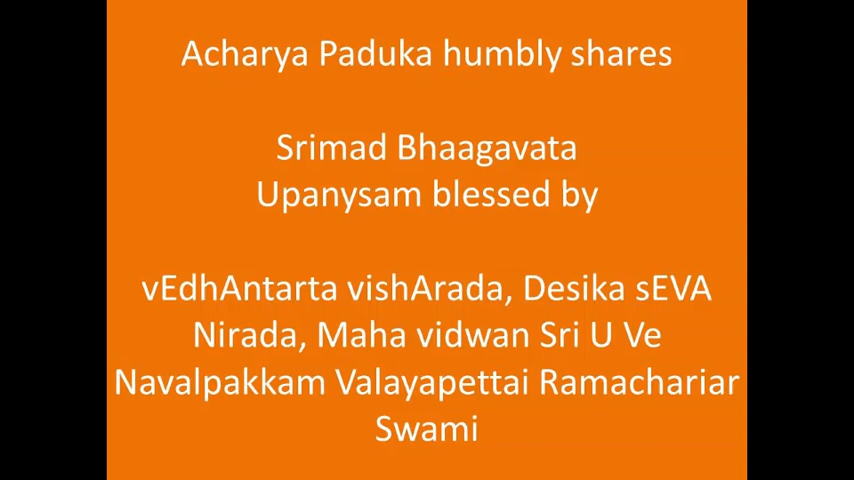 Acharya Paduka humbly shares
Srimad Bhaagavata
Upanysam blessed by
vEdhAntarta vishArada, Desika sEVA
Nirada, Maha vidwan Sri U Ve
Navalpakkam Valayapettai Ramachariar
Swami